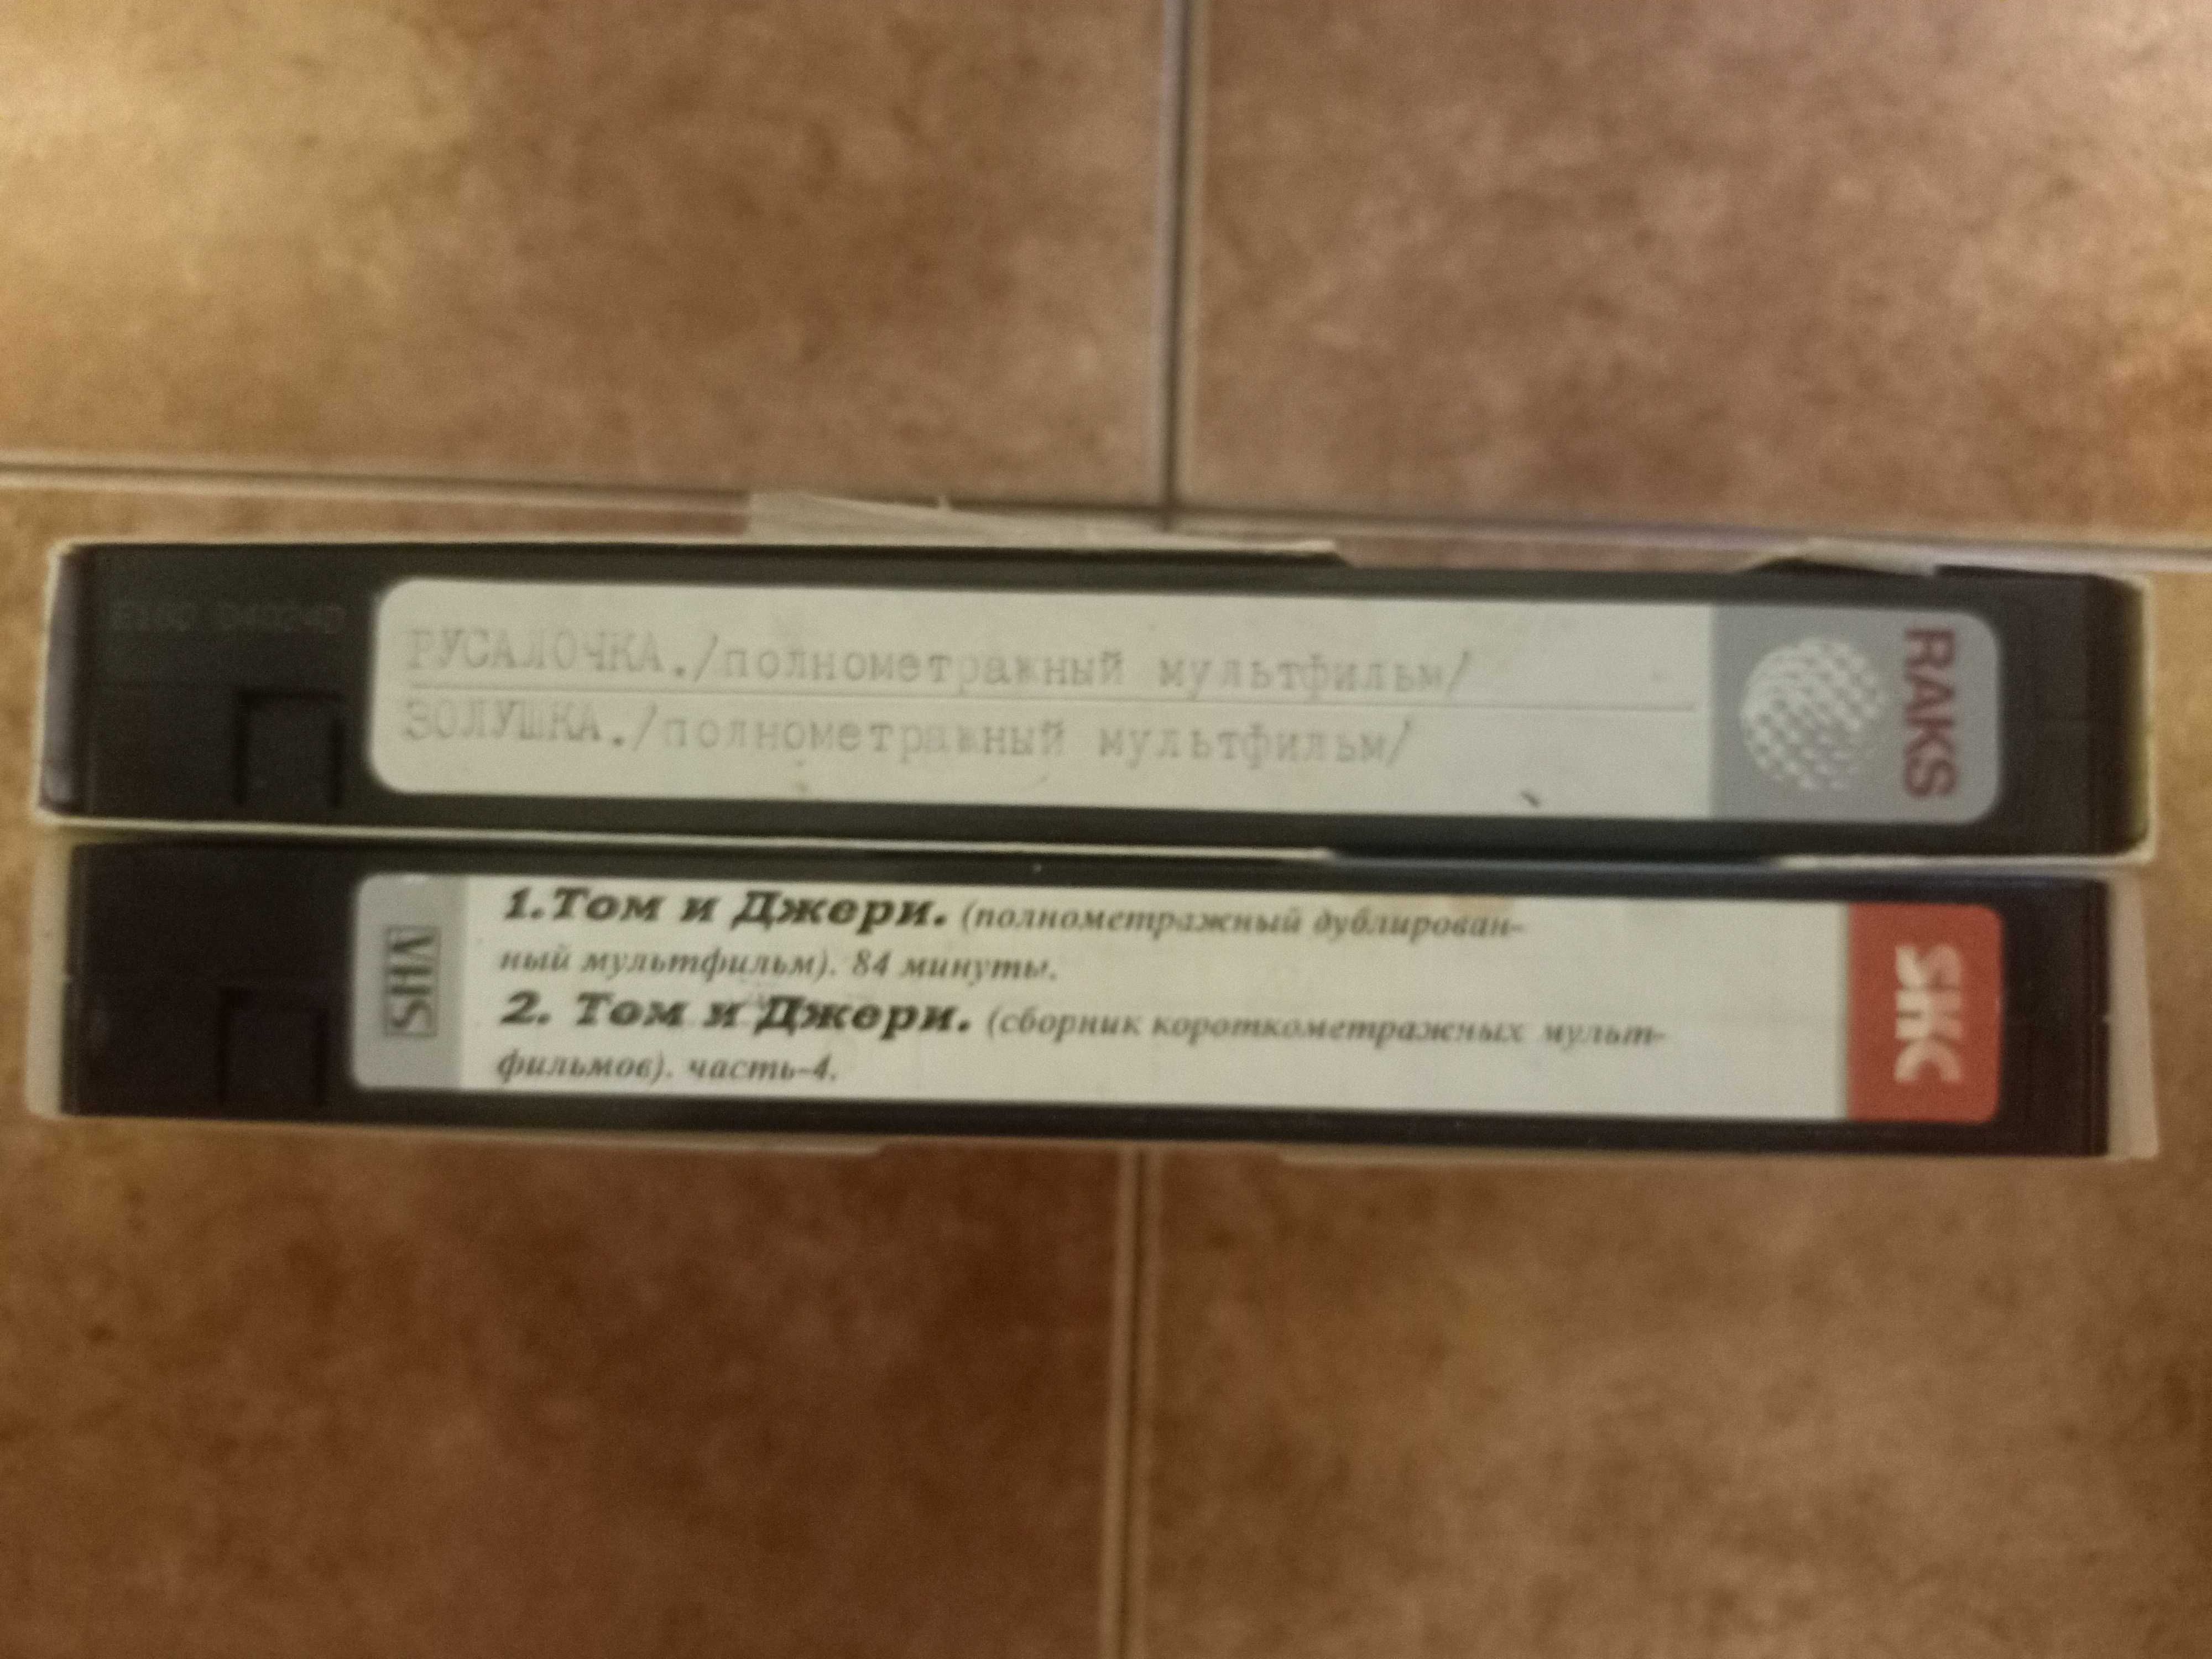 РУСАЛОЧКА./полнометражный мультфильм/
ЗОЛУШКА./полнометражный мультфильм/
RAKS
VHS
1.Том и Джери. (полнометражный дублирован-
ный мультфильм). 84 минуты.
2. Том и Джери. (сборник короткометражных мульт-
фильмов). часть-4.
SKC